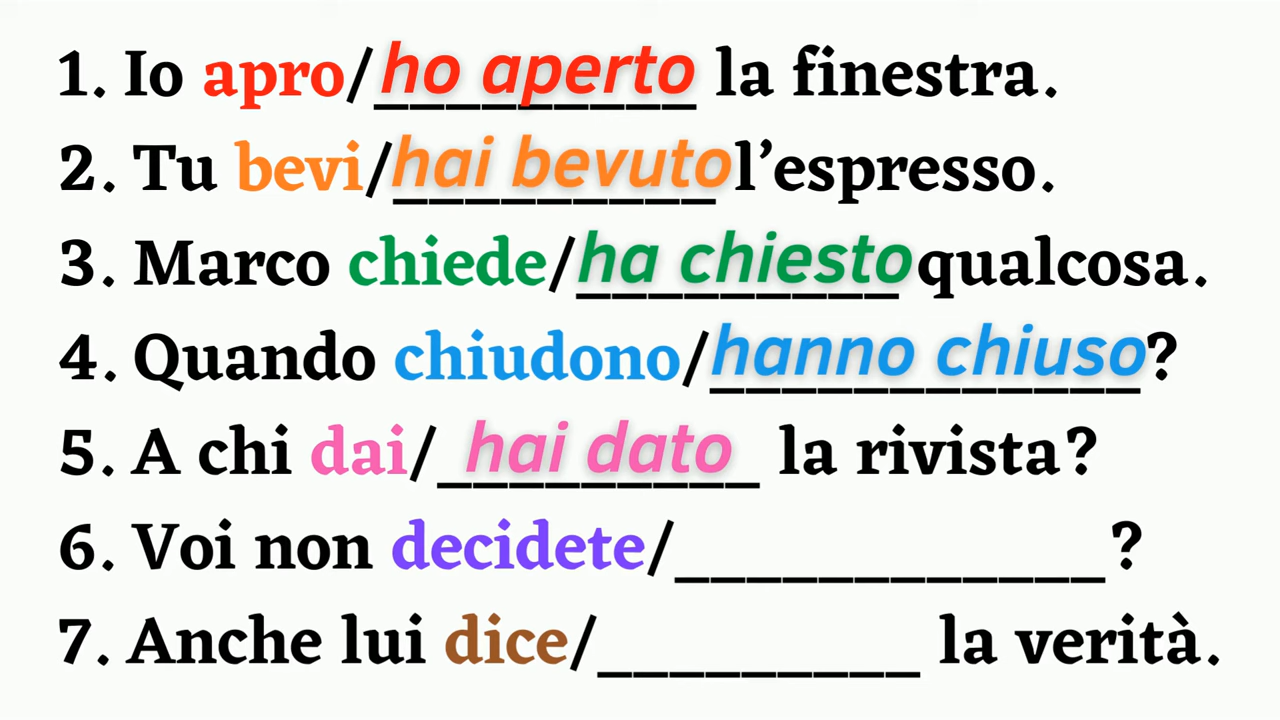 1. Io apro/ho aperto la finestra.
2. Tu bevi/hai bevuto l’espresso.
3. Marco chiede/ha chiesto qualcosa.
4. Quando chiudono/hanno chiuso?
5. A chi dai/hai dato la rivista?
6. Voi non decidete/____________?
7. Anche lui dice/_________ la verità.